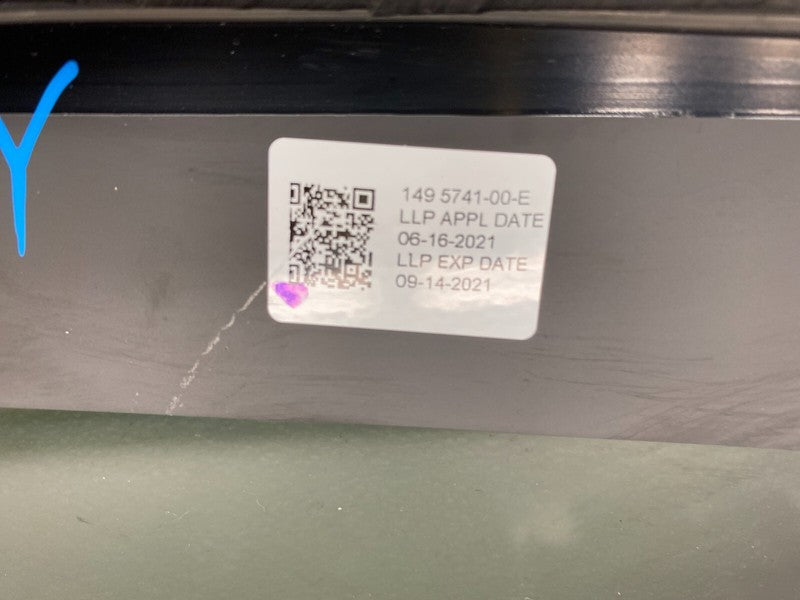 Y
149 5741-00-E
LLP APPL DATE
06-16-2021
LLP EXP DATE
09-14-2021